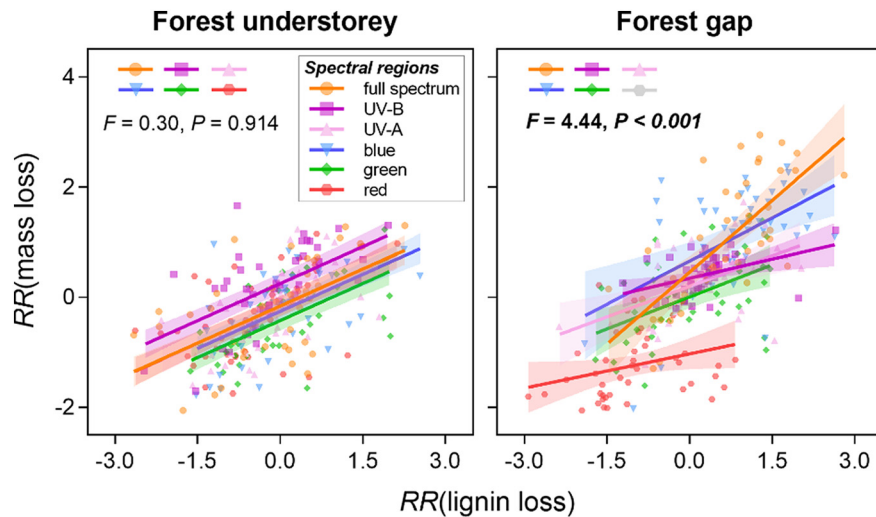 Forest understorey
Forest gap
4
2
0
-2
RR(mass loss)
Spectral regions
full spectrum
UV-B
UV-A
blue
green
red
F = 0.30, P = 0.914
F = 4.44, P < 0.001
-3.0 -1.5 0.0 1.5 3.0
-3.0 -1.5 0.0 1.5 3.0
RR(lignin loss)